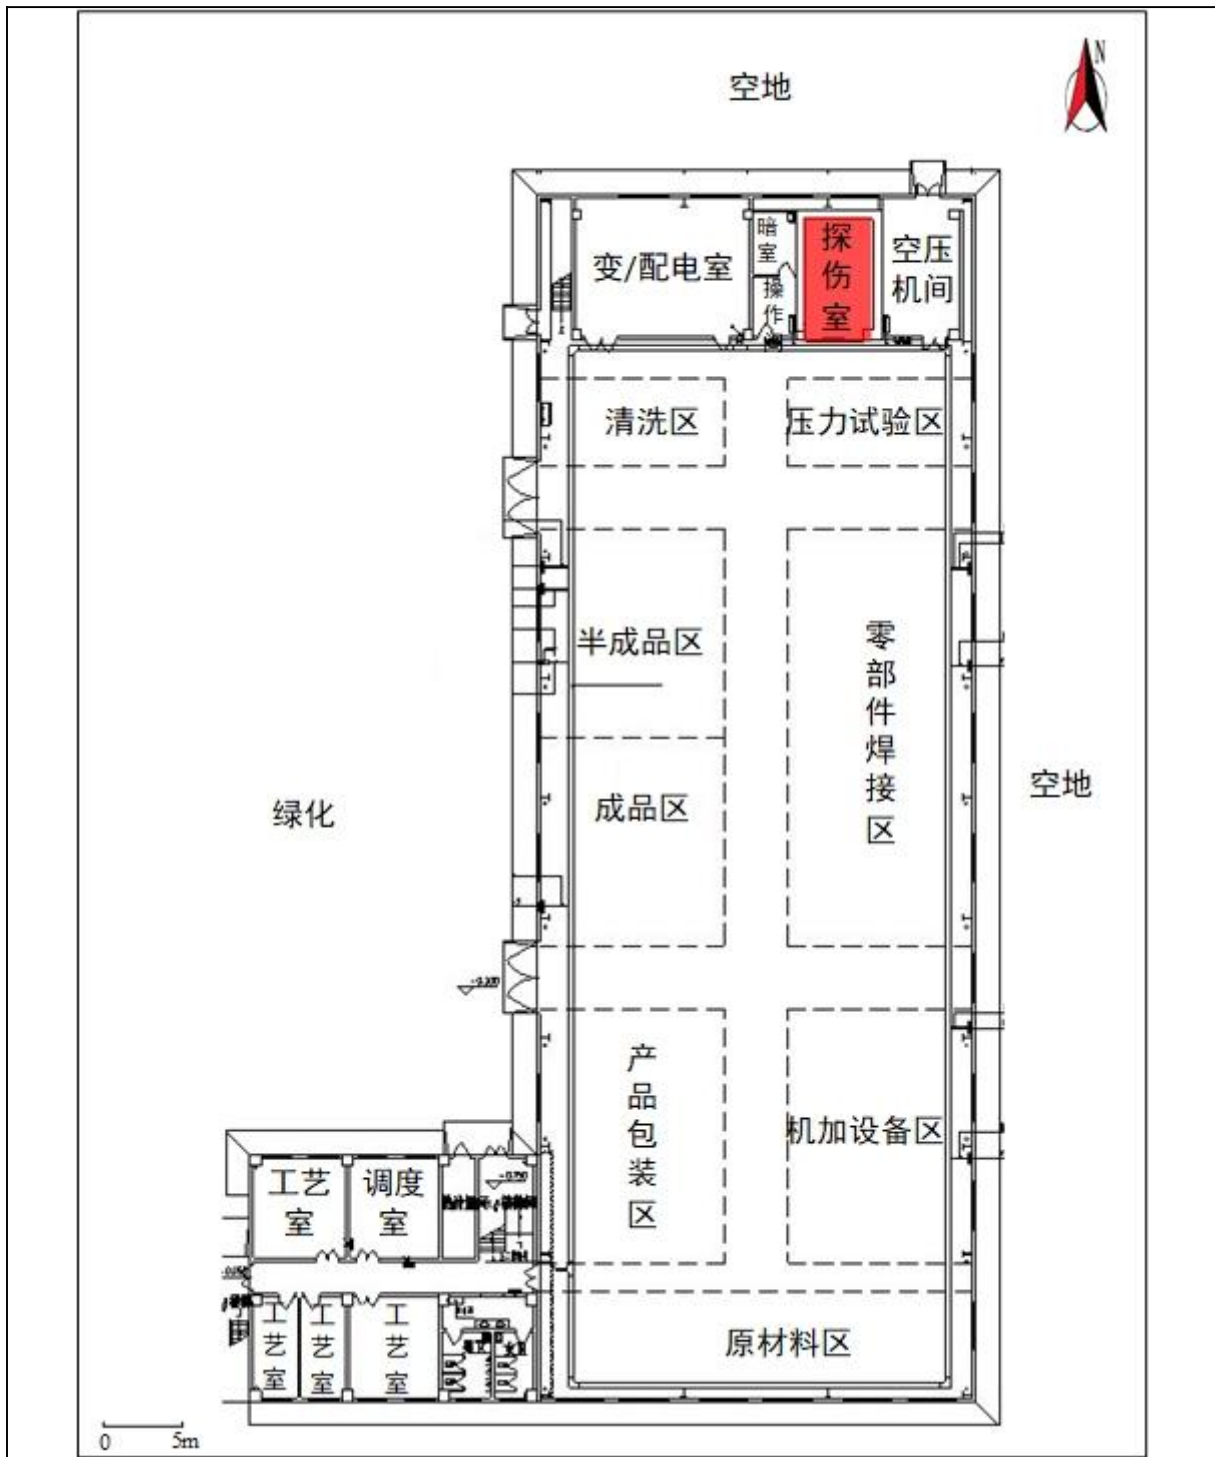 空地
N
暗室
探伤室
变/配电室
空压机间
操作
清洗区
压力试验区
半成品区
零部件焊接区
空地
成品区
绿化
产品包装区
机加设备区
工艺室
调度室
工艺室
工艺室
工艺室
原材料区
0
5m